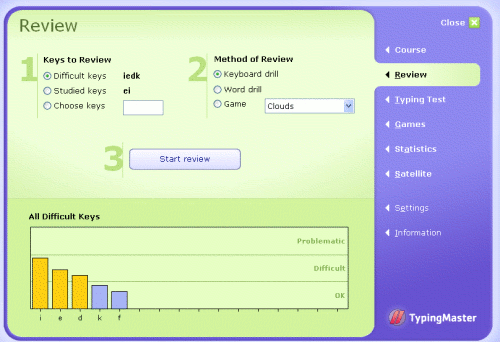 Review
Close
1
Keys to Review
Difficult keys iedk
Studied keys ei
Choose keys
2
Method of Review
Keyboard drill
Word drill
Game Clouds
3
Start review
All Difficult Keys
Problematic
Difficult
OK
i e d k f
Course
Review
Typing Test
Games
Statistics
Satellite
Settings
Information
TypingMaster